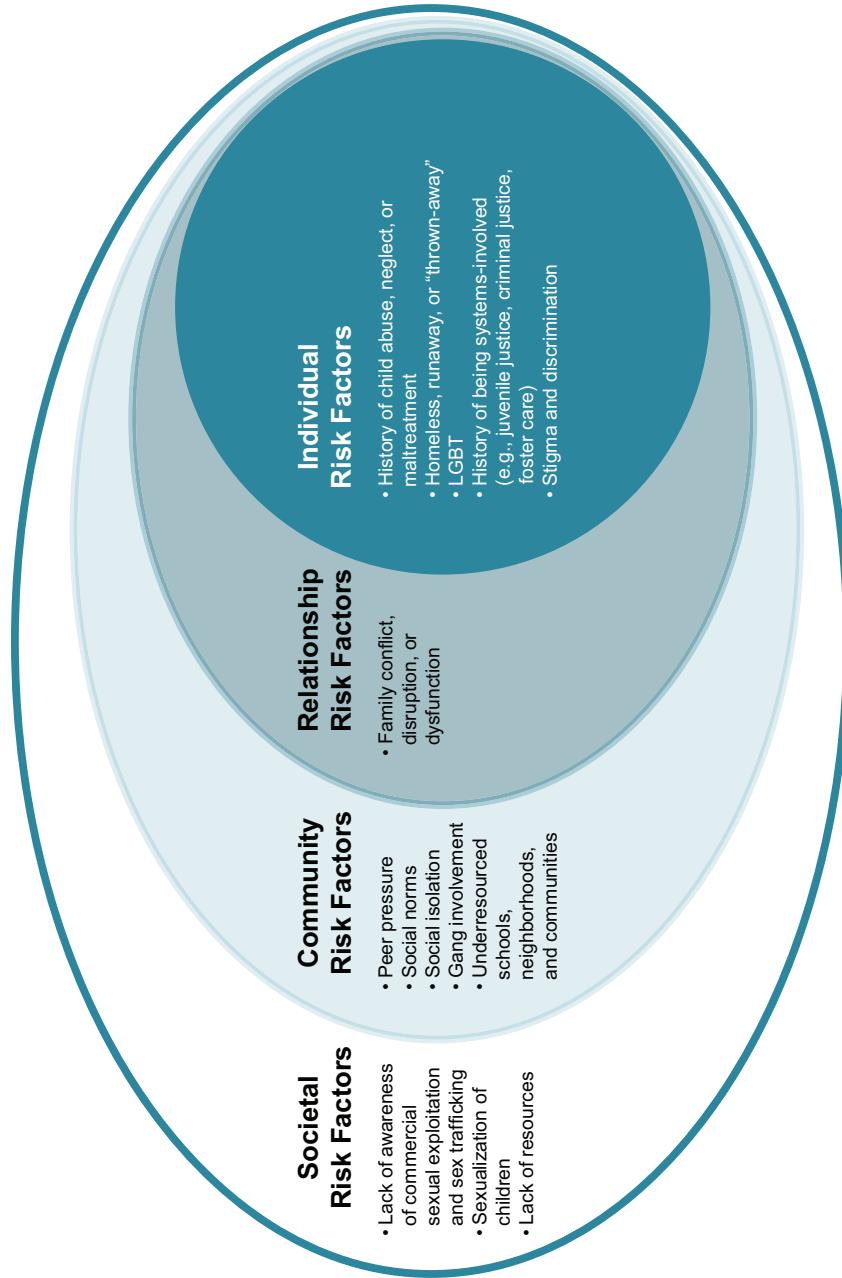 Societal
Risk Factors
• Lack of awareness
of commercial
sexual exploitation
and sex trafficking
• Sexualization of
children
• Lack of resources
Community
Risk Factors
• Peer pressure
• Social norms
• Social isolation
• Gang involvement
• Underresourced
schools,
neighborhoods,
and communities
Relationship
Risk Factors
• Family conflict,
disruption, or
dysfunction
Individual
Risk Factors
• History of child abuse, neglect, or
maltreatment
• Homeless, runaway, or “thrown-away”
• LGBT
• History of being systems-involved
(e.g., juvenile justice, criminal justice,
foster care)
• Stigma and discrimination